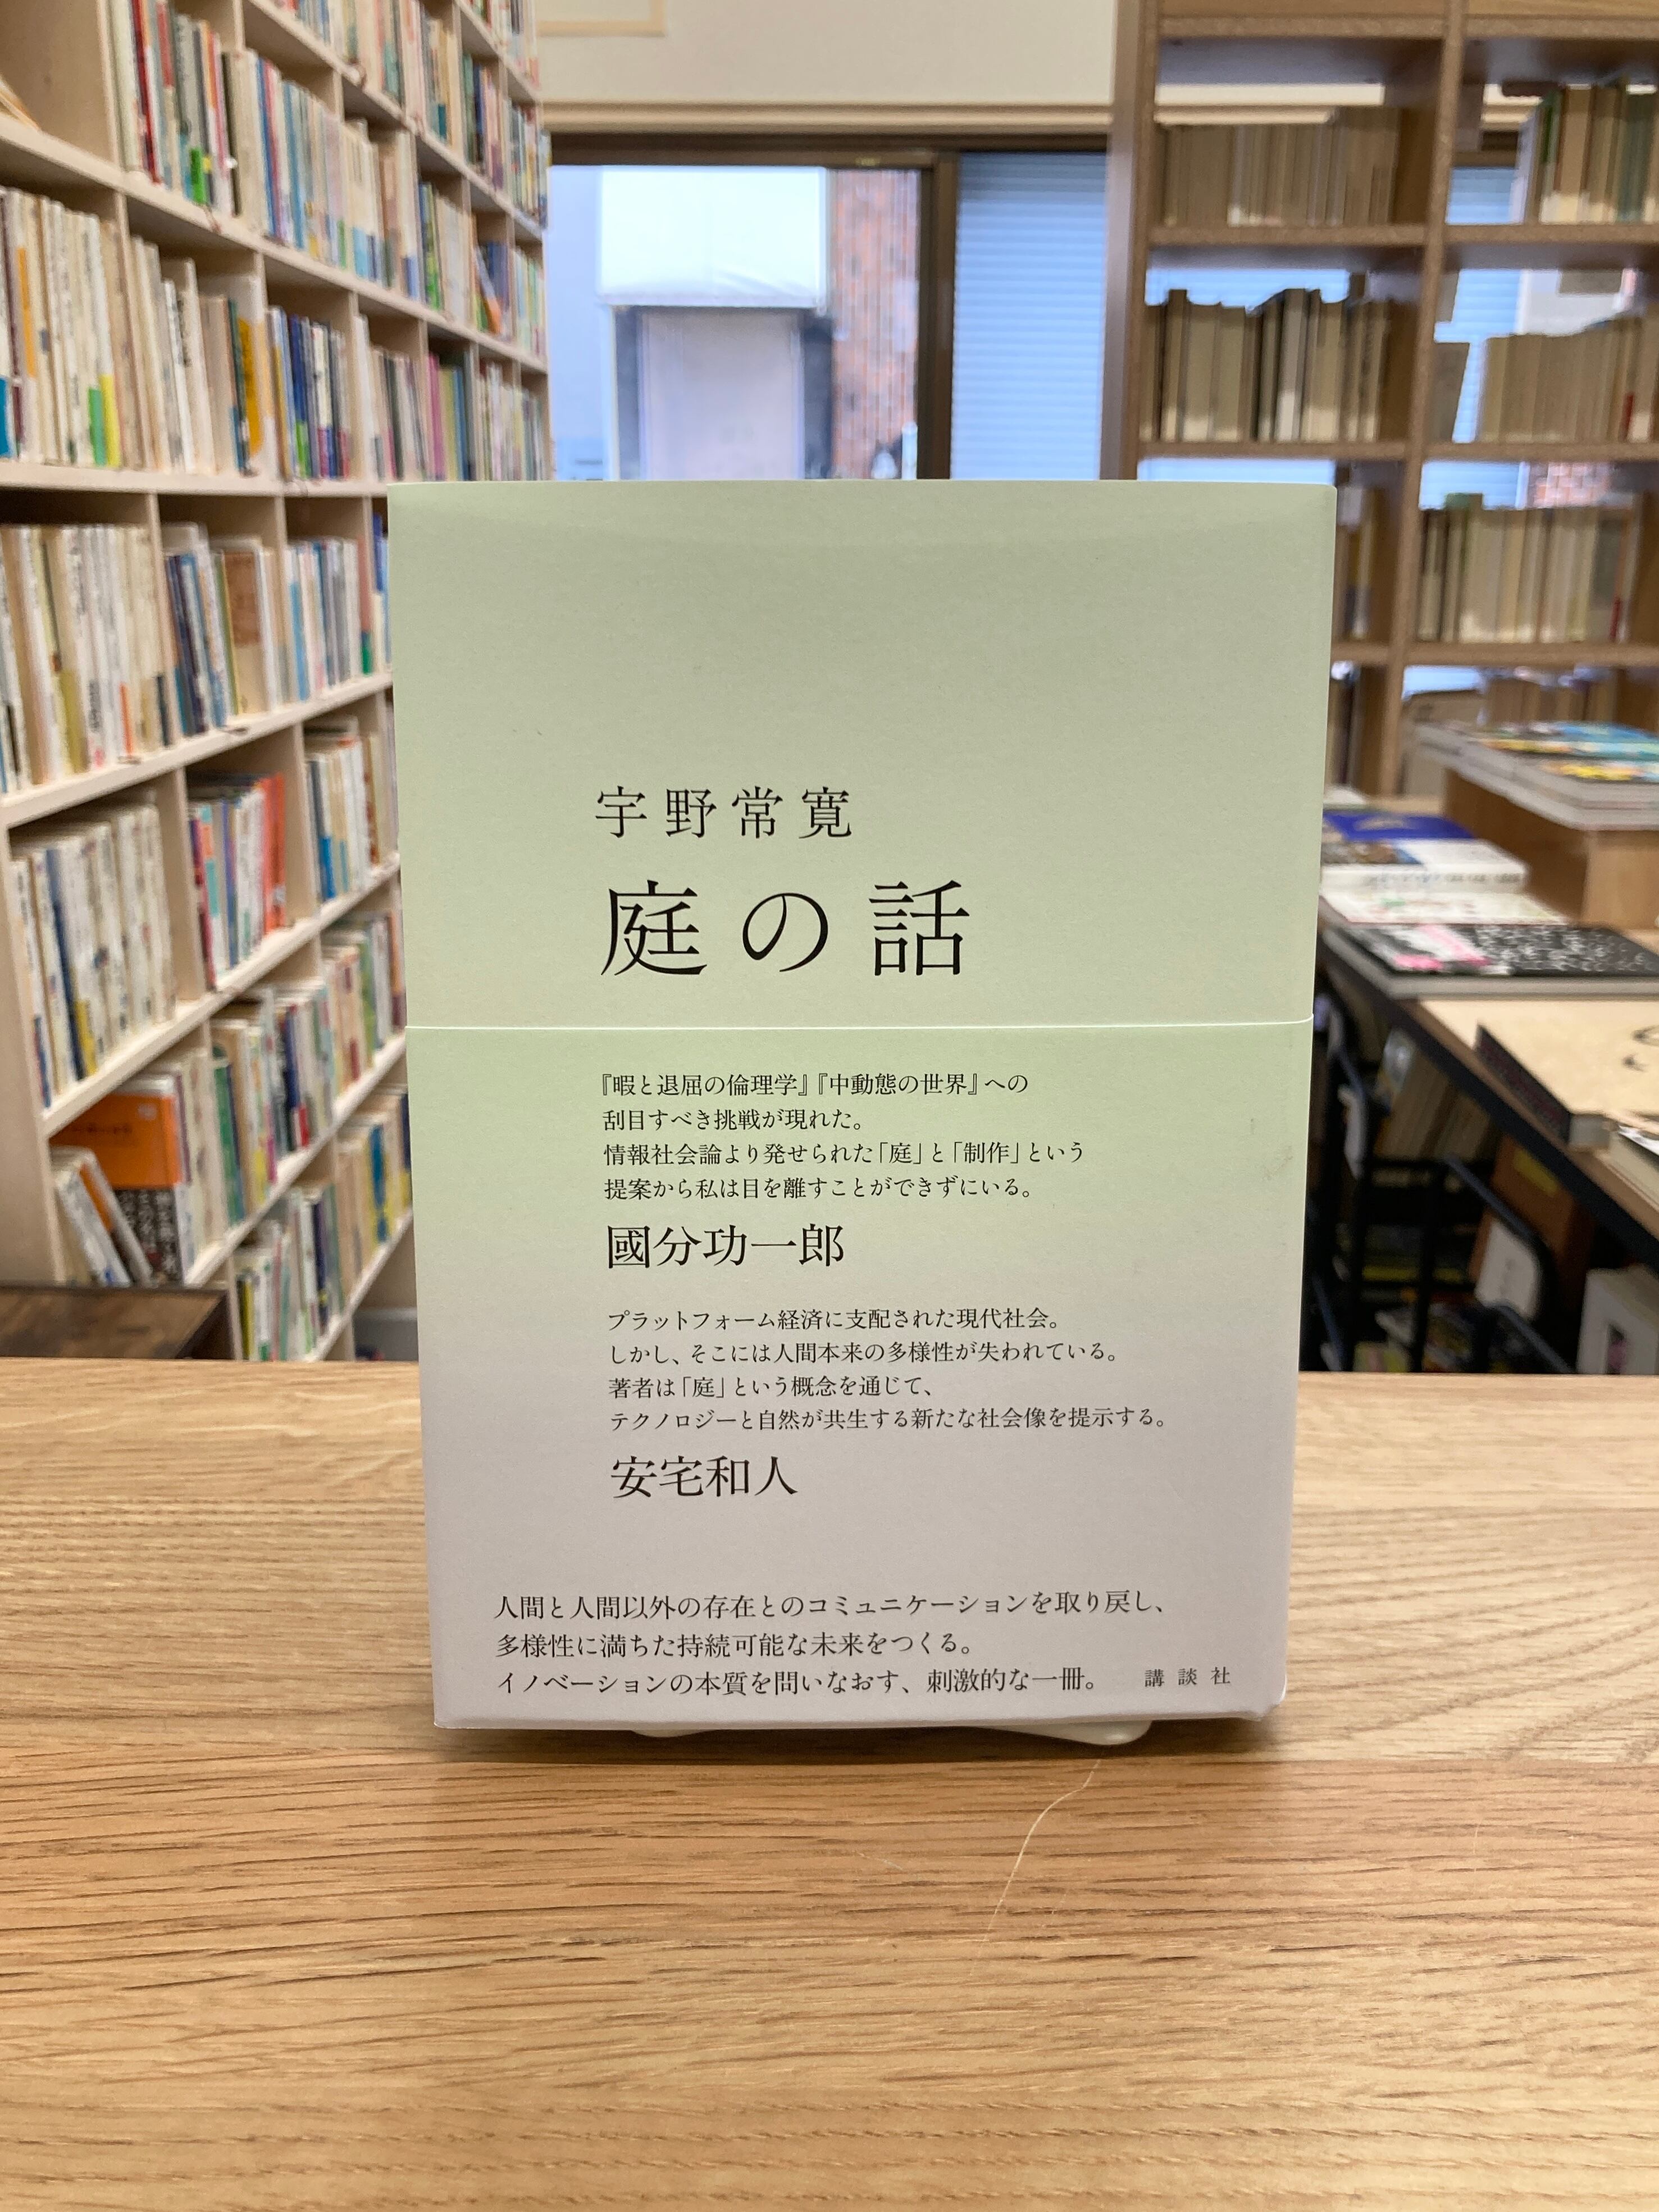 宇野常寛
庭の話
『暇と退屈の倫理学』『中動態の世界』への
刮目すべき挑戦が現れた。
情報社会論より発せられた「庭」と「制作」という
提案から私は目を離すことができずにいる。
國分功一郎
プラットフォーム経済に支配された現代社会。
しかし、そこには人間本来の多様性が失われている。
著者は「庭」という概念を通じて、
テクノロジーと自然が共生する新たな社会像を提示する。
安宅和人
人間と人間以外の存在とのコミュニケーションを取り戻し、
多様性に満ちた持続可能な未来をつくる。
イノベーションの本質を問いなおす、刺激的な一冊。 講談社